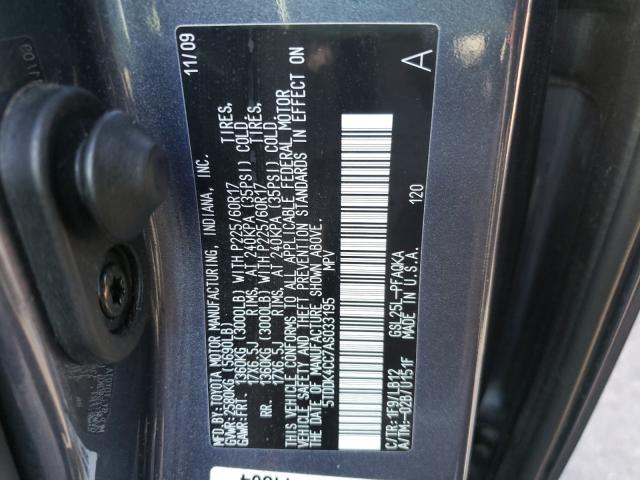 MFD.BY:TOYOTA MOTOR MANUFACTURING, INDIANA, INC. 11/09
GVWR:2580KG(5690LB)
GAWR:FR. 1360KG(3000LB) WITH P225/60R17 TIRES,
17X6.5J RIMS, AT 240KPA(35PSI) COLD
RR. 1360KG(3000LB) WITH P225/60R17 TIRES,
17X6.5J RIMS, AT 240KPA(35PSI) COLD
THIS VEHICLE CONFORMS TO ALL APPLICABLE FEDERAL MOTOR
VEHICLE SAFETY AND THEFT PREVENTION STANDARDS IN EFFECT ON
THE DATE OF MANUFACTURE SHOWN ABOVE.
5TDDK4CC7AS033195 MPV
A
120
C/TR:1F9/LB12 GSL25L-PFAQKA
A/TM:-02B/U151F MADE IN U.S.A.